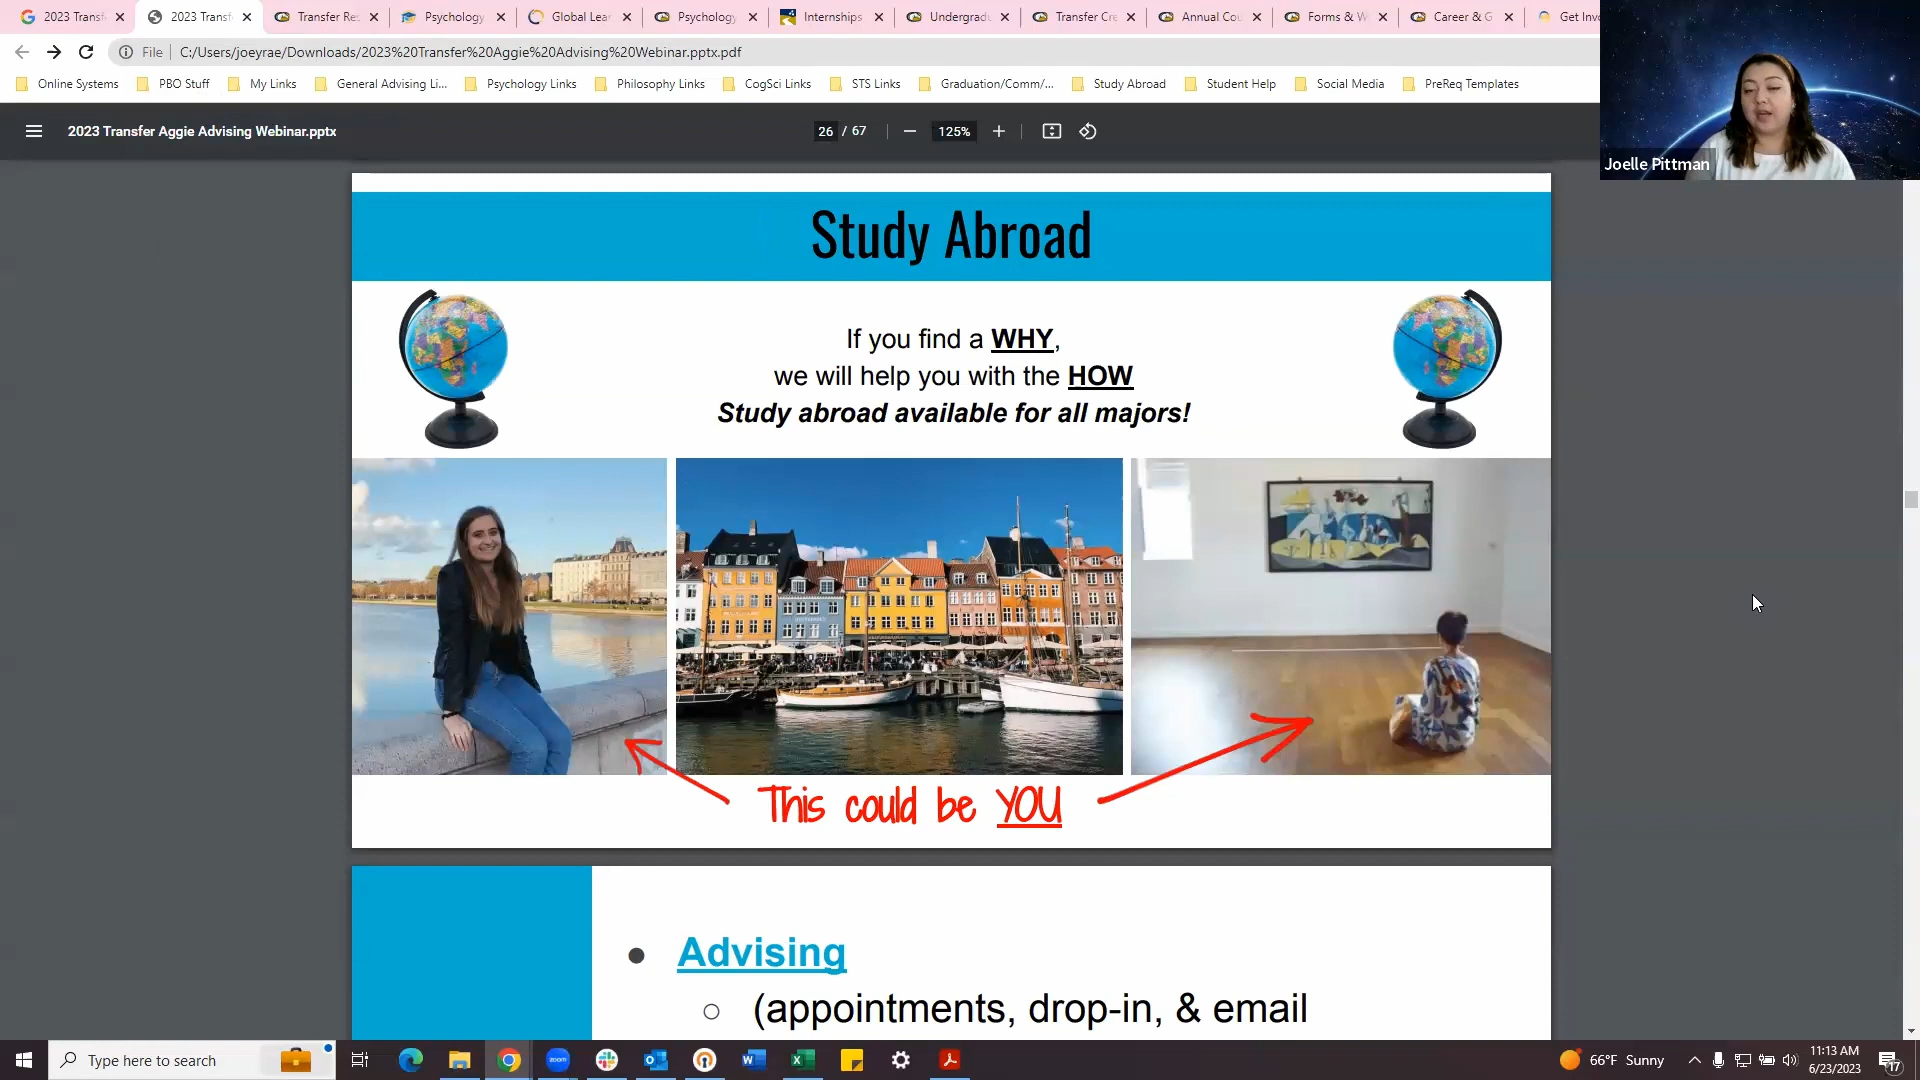 2023 Transf
2023 Transf
Transfer Re
Psychology
Global Lear
Psychology
Internships
Undergradu
Transfer Cre
Annual Cou
Forms & W
Career & G
Get Invo
File
C:/Users/joeyrae/Downloads/2023%20Transfer%20Aggie%20Advising%20Webinar.pptx.pdf
Online Systems
PBO Stuff
My Links
General Advising Li...
Psychology Links
Philosophy Links
CogSci Links
STS Links
Graduation/Comm/...
Study Abroad
Student Help
Social Media
PreReq Templates
2023 Transfer Aggie Advising Webinar.pptx
26 / 67
125%
Joelle Pittman
Study Abroad
If you find a WHY,
we will help you with the HOW
Study abroad available for all majors!
This could be YOU
Advising
(appointments, drop-in, & email
Type here to search
zoom
66°F Sunny
11:13 AM
6/23/2023
17